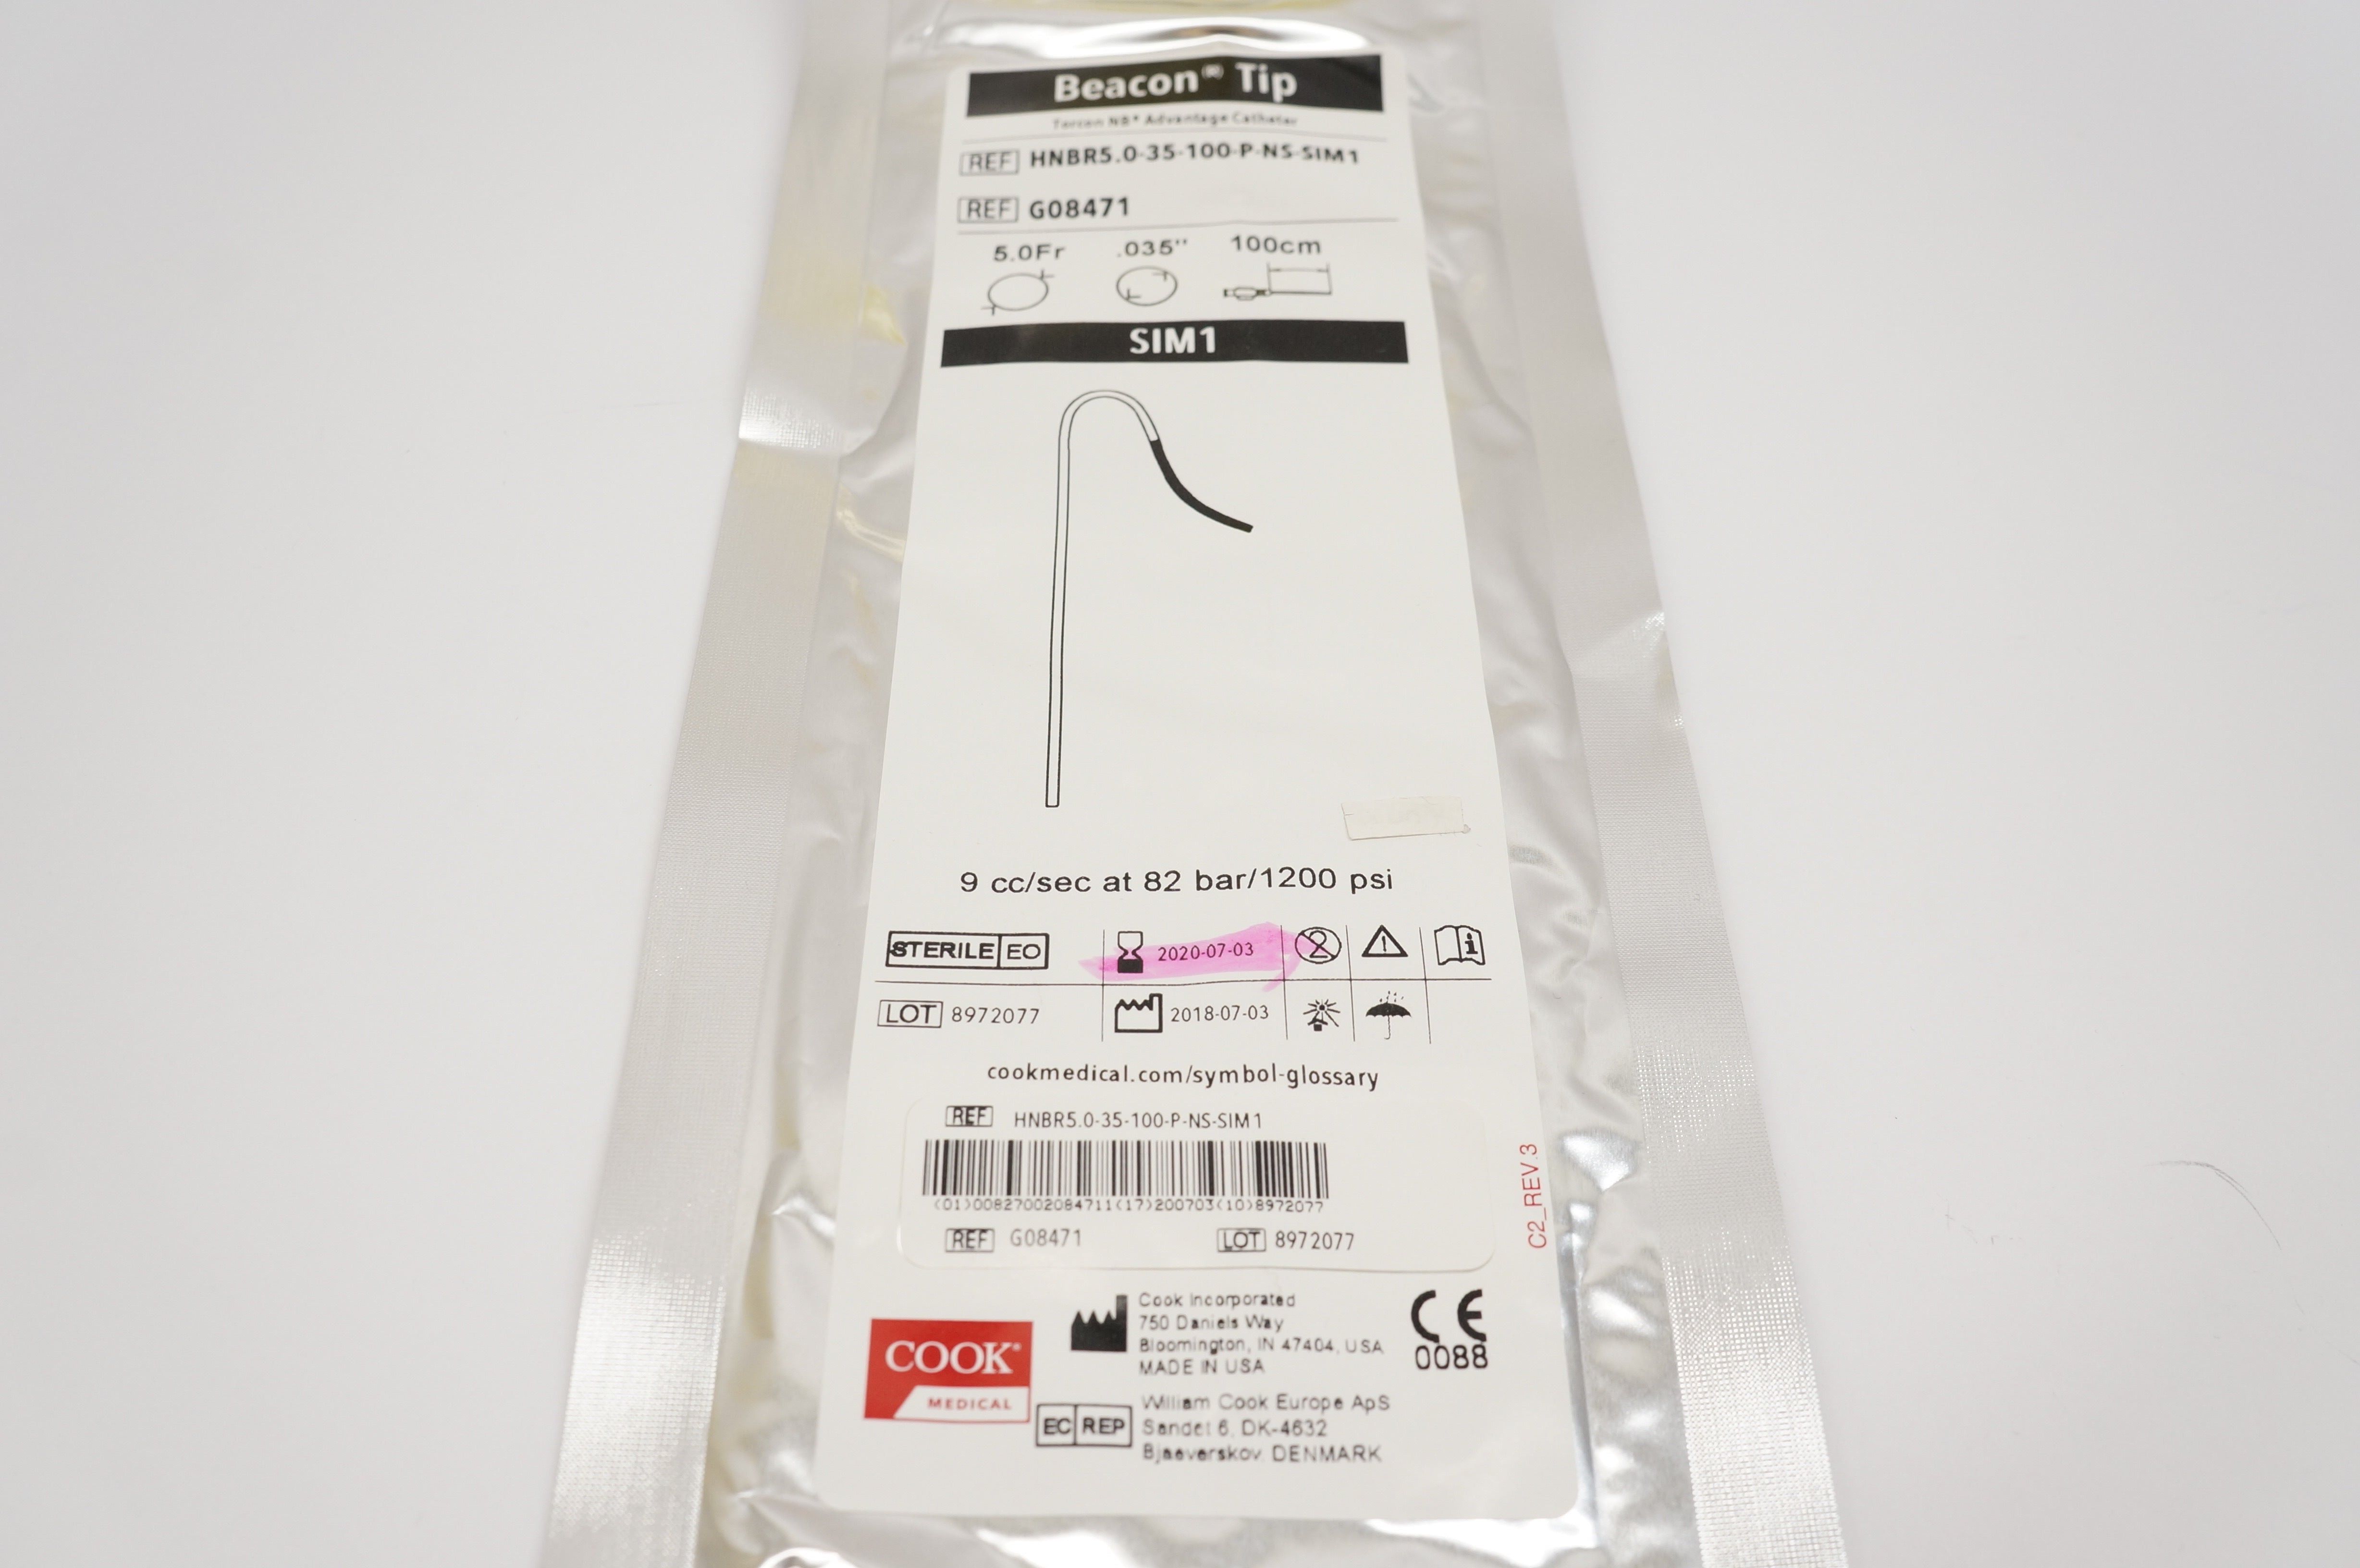 Beacon® Tip
Torcon NB® Advantage Catheter
REF HNBR5.0-35-100-P-NS-SIM1
REF G08471
5.0Fr .035" 100cm
SIM1
9 cc/sec at 82 bar/1200 psi
STERILE EO 2020-07-03 2
LOT 8972077 2018-07-03
cookmedical.com/symbol-glossary
REF HNBR5.0-35-100-P-NS-SIM1
(01)00827002084711(17)200703(10)8972077
REF G08471 LOT 8972077
C2_REV.3
COOK®
MEDICAL
Cook Incorporated
750 Daniels Way
Bloomington, IN 47404, USA
MADE IN USA
CE
0088
EC REP
William Cook Europe ApS
Sandet 6, DK-4632
Bjaeverskov, DENMARK